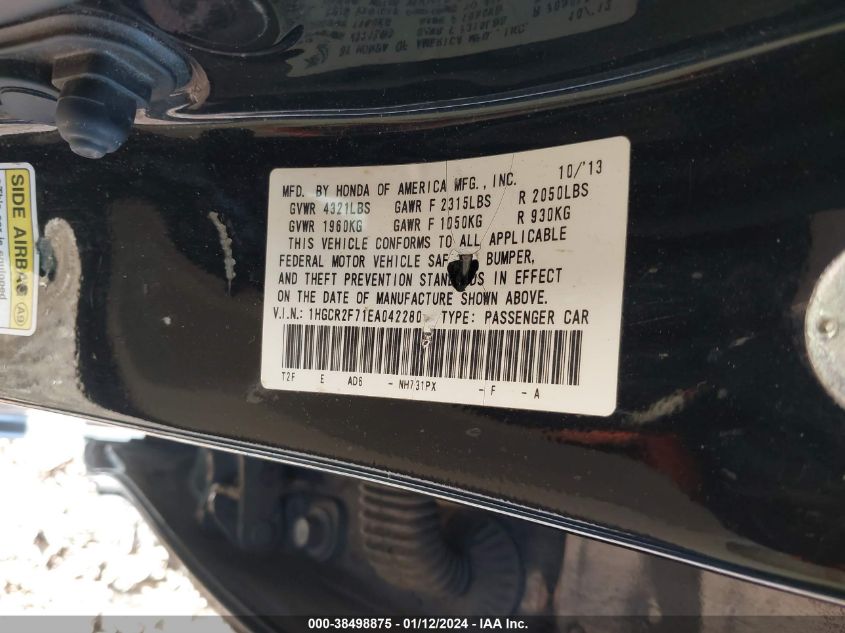 MFD. BY HONDA OF AMERICA MFG., INC. 10/'13
GVWR 4321LBS GAWR F 2315LBS R 2050LBS
GVWR 1960KG GAWR F 1050KG R 930KG
THIS VEHICLE CONFORMS TO ALL APPLICABLE
FEDERAL MOTOR VEHICLE BUMPER,
AND THEFT PREVENTION IN EFFECT
ON THE DATE OF MANUFACTURE SHOWN ABOVE.
V.I.N.: 1HGCR2F71EA042280 TYPE: PASSENGER CAR
T2F E AD6 - NH731PX - F - A
SIDE AIRBAG A9
000-38498875 - 01/12/2024 - IAA Inc.